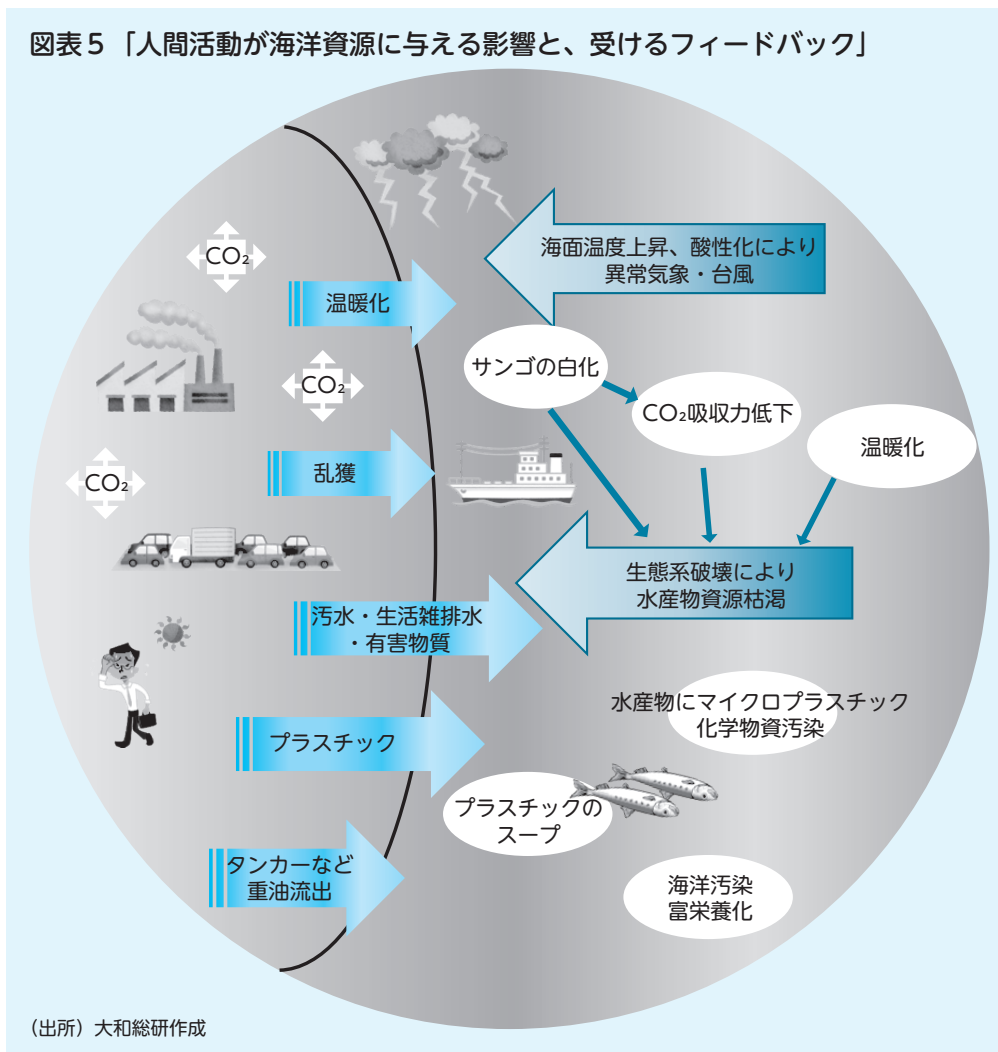 図表5「人間活動が海洋資源に与える影響と、受けるフィードバック」
CO₂
海面温度上昇、酸性化により
異常気象・台風
温暖化
サンゴの白化
CO₂
CO₂吸収力低下
温暖化
乱獲
CO₂
生態系破壊により
水産物資源枯渇
汚水・生活雑排水
・有害物質
水産物にマイクロプラスチック
化学物資汚染
プラスチック
プラスチックの
スープ
タンカーなど
重油流出
海洋汚染
富栄養化
（出所）大和総研作成